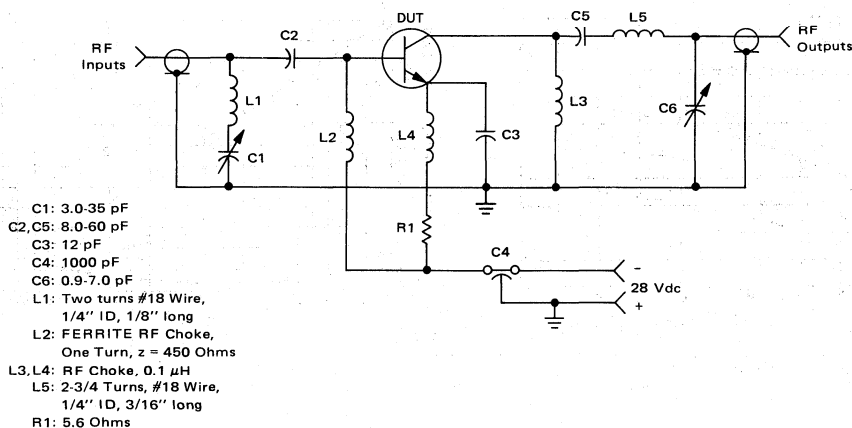 DUT
C5
L5
RF
Inputs
C2
RF
Outputs
L1
C1
L2
L4
C3
L3
C6
R1
C4
–
28 Vdc
+
C1: 3.0-35 pF
C2,C5: 8.0-60 pF
C3: 12 pF
C4: 1000 pF
C6: 0.9-7.0 pF
L1: Two turns #18 Wire,
1/4'' ID, 1/8'' long
L2: FERRITE RF Choke,
One Turn, z = 450 Ohms
L3,L4: RF Choke, 0.1 μH
L5: 2-3/4 Turns, #18 Wire,
1/4'' ID, 3/16'' long
R1: 5.6 Ohms